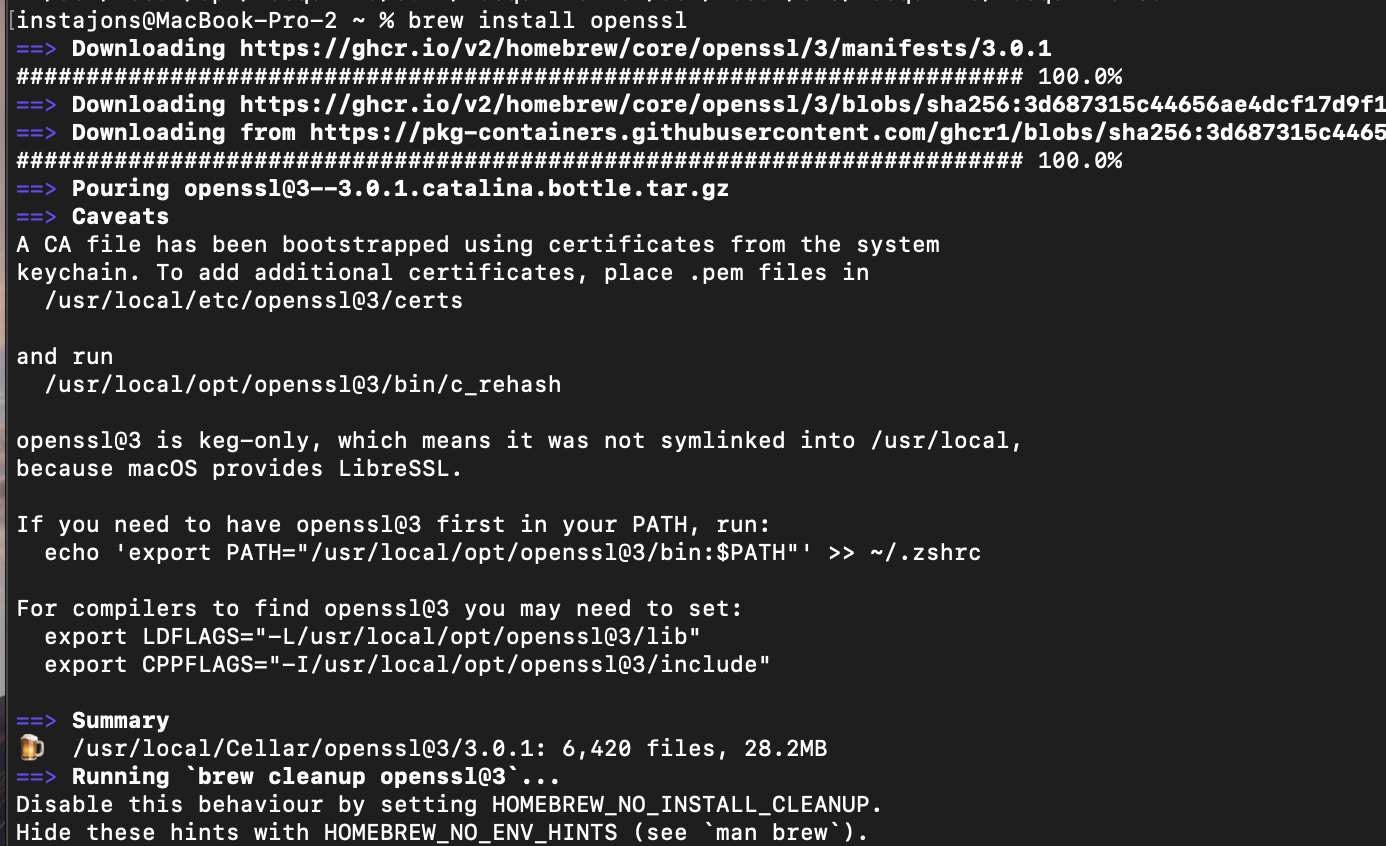 [instajons@MacBook-Pro-2 ~ % brew install openssl
==> Downloading https://ghcr.io/v2/homebrew/core/openssl/3/manifests/3.0.1
######################################################################## 100.0%
==> Downloading https://ghcr.io/v2/homebrew/core/openssl/3/blobs/sha256:3d687315c44656ae4dcf17d9f1
==> Downloading from https://pkg-containers.githubusercontent.com/ghcr1/blobs/sha256:3d687315c4465
######################################################################## 100.0%
==> Pouring openssl@3--3.0.1.catalina.bottle.tar.gz
==> Caveats
A CA file has been bootstrapped using certificates from the system
keychain. To add additional certificates, place .pem files in
  /usr/local/etc/openssl@3/certs
and run
  /usr/local/opt/openssl@3/bin/c_rehash
openssl@3 is keg-only, which means it was not symlinked into /usr/local,
because macOS provides LibreSSL.
If you need to have openssl@3 first in your PATH, run:
  echo 'export PATH="/usr/local/opt/openssl@3/bin:$PATH"' >> ~/.zshrc
For compilers to find openssl@3 you may need to set:
  export LDFLAGS="-L/usr/local/opt/openssl@3/lib"
  export CPPFLAGS="-I/usr/local/opt/openssl@3/include"
==> Summary
🍺  /usr/local/Cellar/openssl@3/3.0.1: 6,420 files, 28.2MB
==> Running `brew cleanup openssl@3`...
Disable this behaviour by setting HOMEBREW_NO_INSTALL_CLEANUP.
Hide these hints with HOMEBREW_NO_ENV_HINTS (see `man brew`).